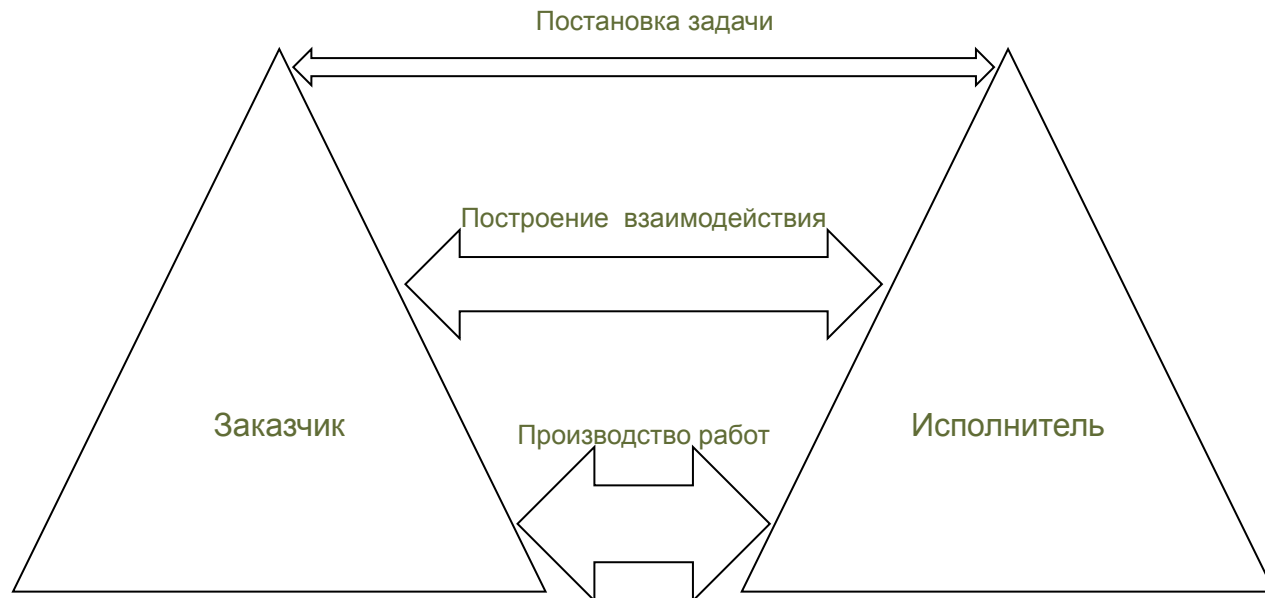 Постановка задачи
Построение  взаимодействия
Заказчик
Производство работ
Исполнитель